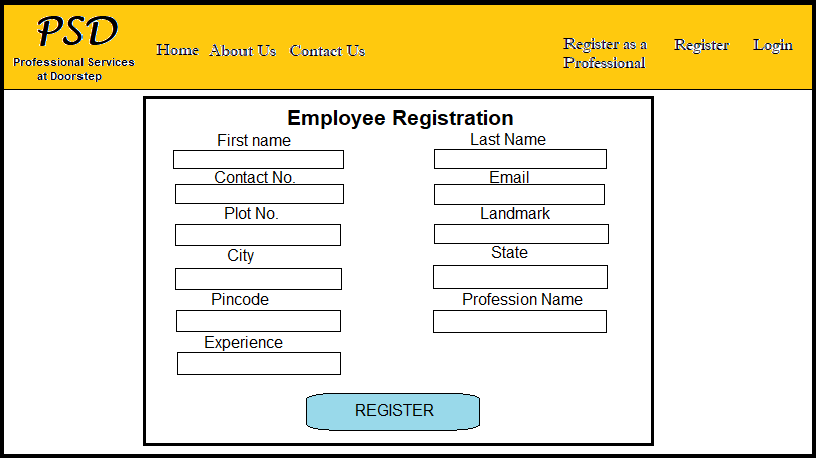 PSD
Professional Services
at Doorstep
Home About Us Contact Us
Register as a
Professional
Register
Login
Employee Registration
First name
Last Name
Contact No.
Email
Plot No.
Landmark
City
State
Pincode
Profession Name
Experience
REGISTER